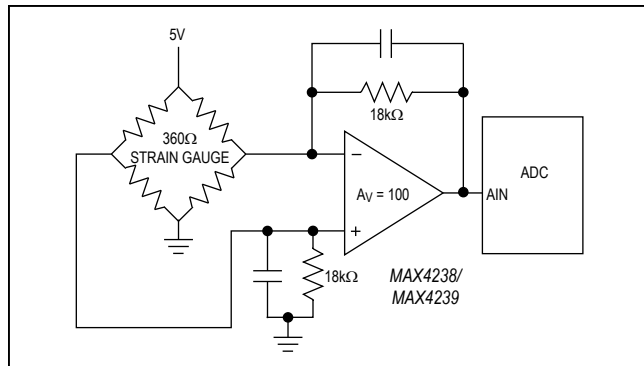 5V
360Ω
STRAIN GAUGE
18kΩ
−
AV = 100
+
AIN
ADC
18kΩ
MAX4238/
MAX4239